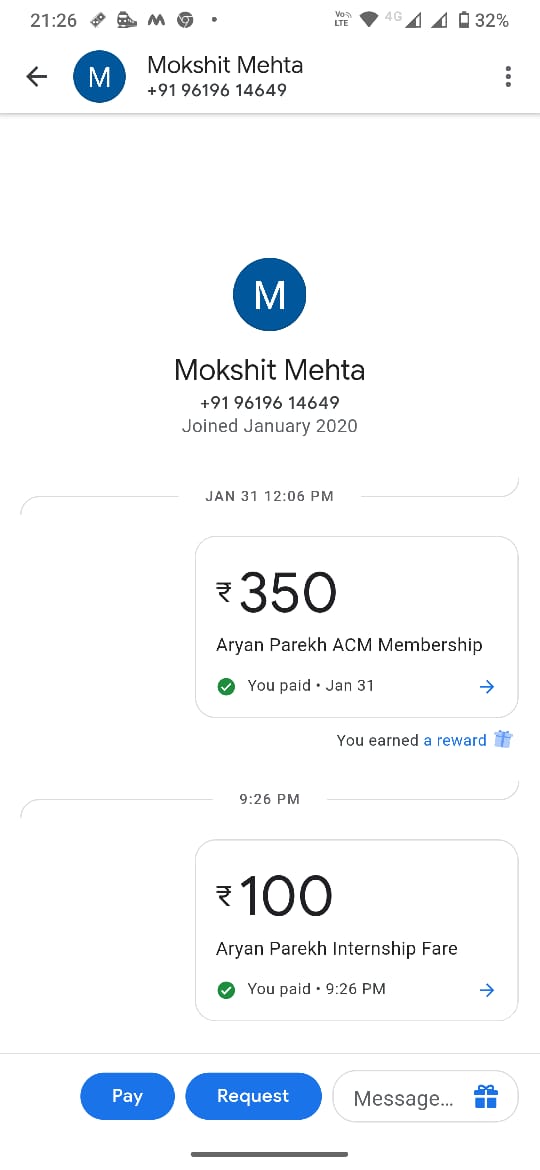 21:26
Vo LTE 4G 32%
M
Mokshit Mehta
+91 96196 14649
M
Mokshit Mehta
+91 96196 14649
Joined January 2020
JAN 31 12:06 PM
₹350
Aryan Parekh ACM Membership
You paid • Jan 31
You earned a reward
9:26 PM
₹100
Aryan Parekh Internship Fare
You paid • 9:26 PM
Pay
Request
Message...